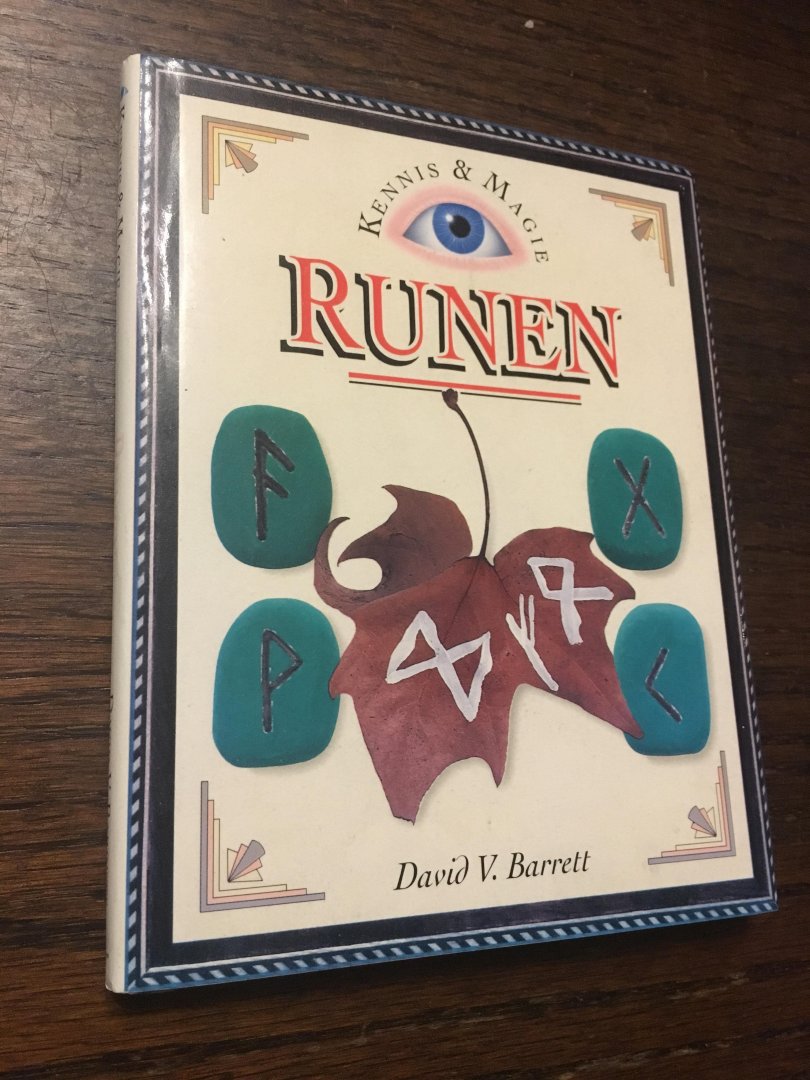 KENNIS & MAGIE
RUNEN
ᚨ ᚷ
ᛞ ᚠ ᛟ
ᚹ ᚲ
David V. Barrett